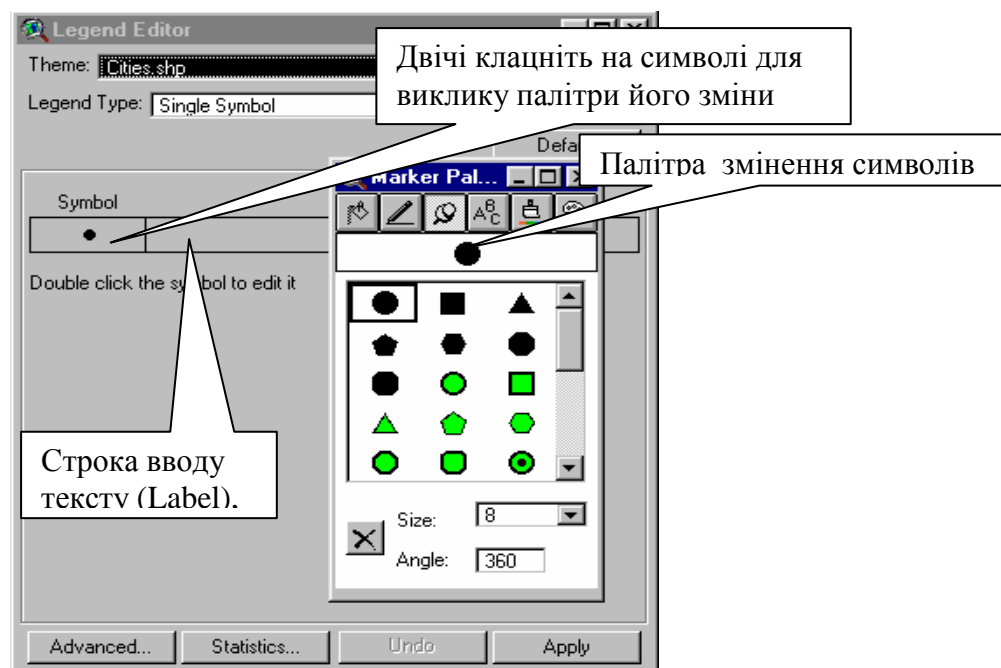 Legend Editor
Theme: Cities.shp
Legend Type: Single Symbol
Двічі клацніть на символі для
виклику палітри його зміни
Палітра змінення символів
Marker Pal...
Symbol
ABC
Double click the symbol to edit it
Строка вводу
тексту (Label).
Size: 8
Angle: 360
Advanced...
Statistics...
Undo
Apply